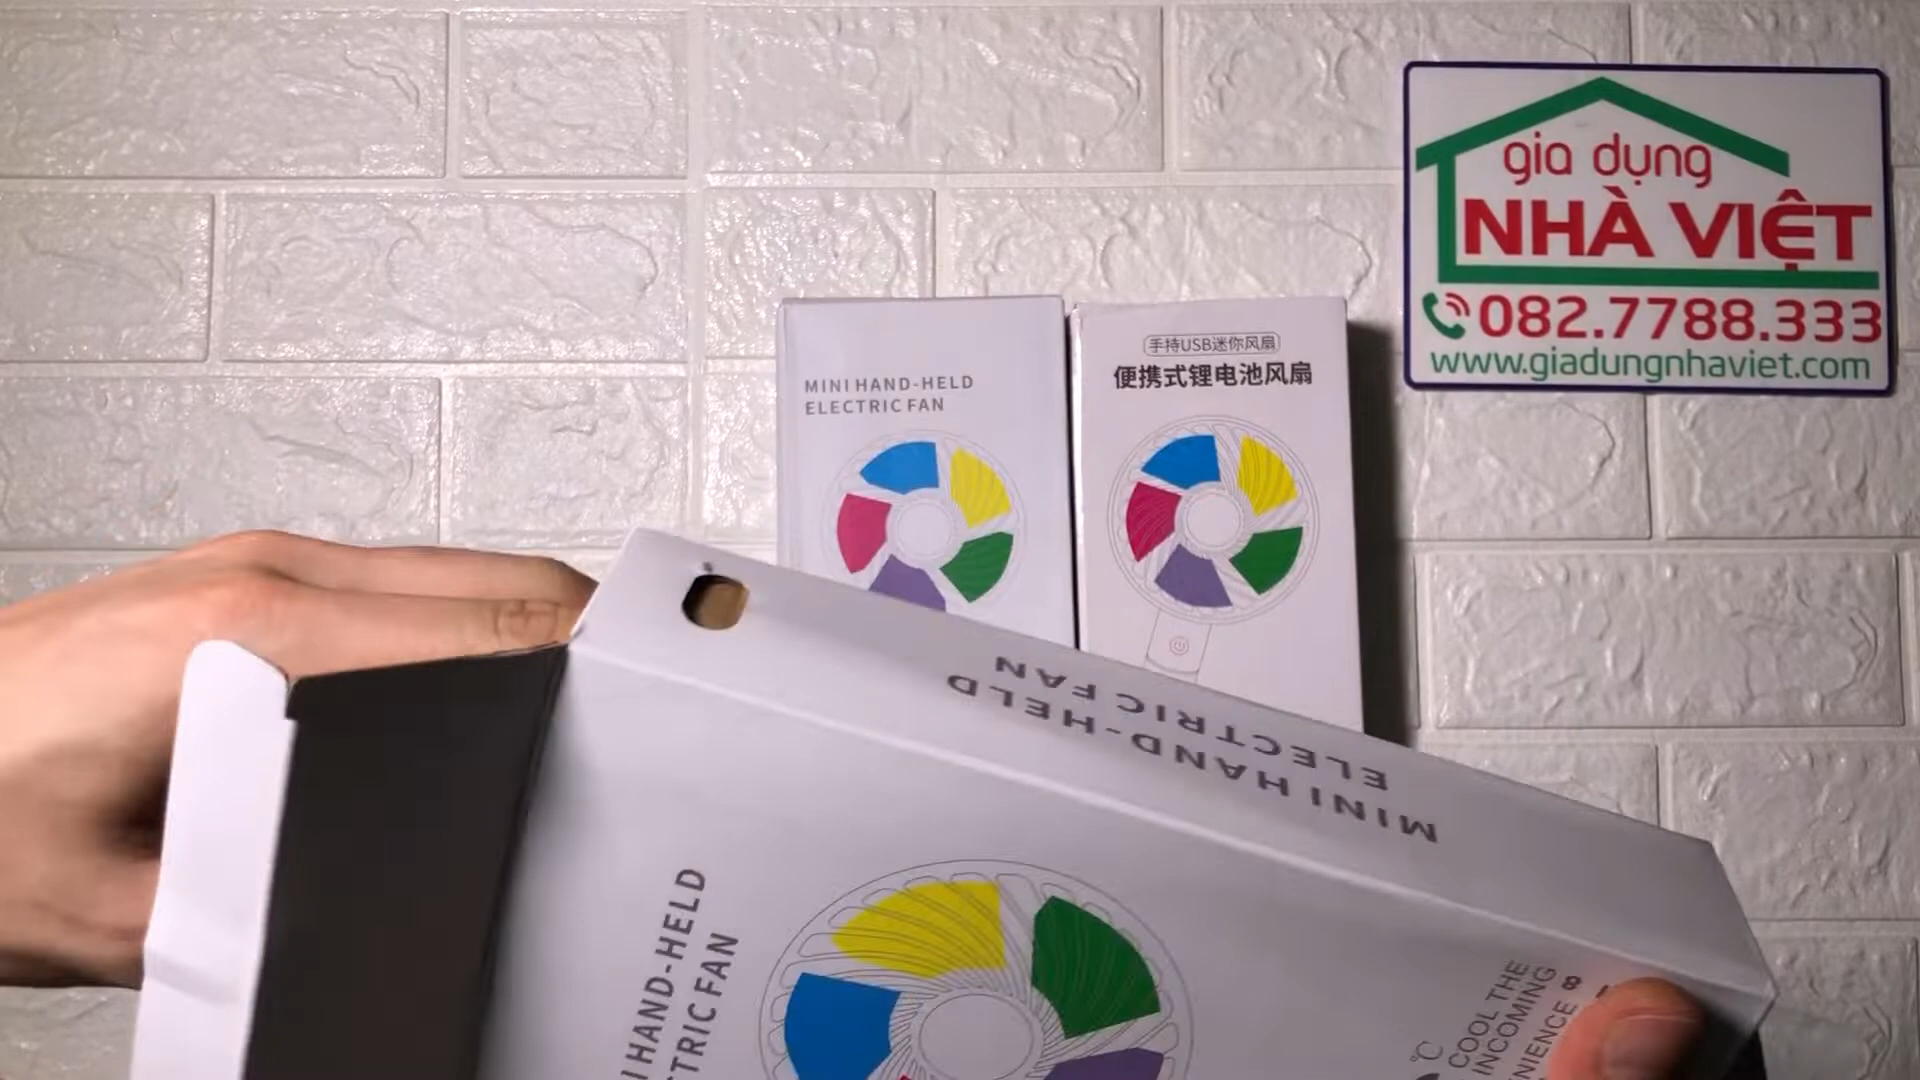 gia dụng
NHÀ VIỆT
082.7788.333
www.giadungnhaviet.com
MINI HAND-HELD
ELECTRIC FAN
手持USB迷你风扇
便携式锂电池风扇
MINI HAND-HELD
ELECTRIC FAN
HAND-HELD
FAN
°C
COOL THE
INCOMING